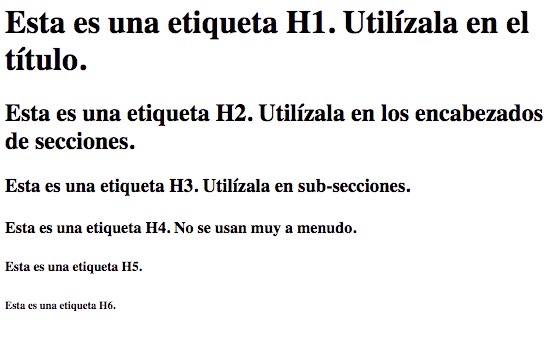 Esta es una etiqueta H1. Utilízala en el
título.
Esta es una etiqueta H2. Utilízala en los encabezados
de secciones.
Esta es una etiqueta H3. Utilízala en sub-secciones.
Esta es una etiqueta H4. No se usan muy a menudo.
Esta es una etiqueta H5.
Esta es una etiqueta H6.